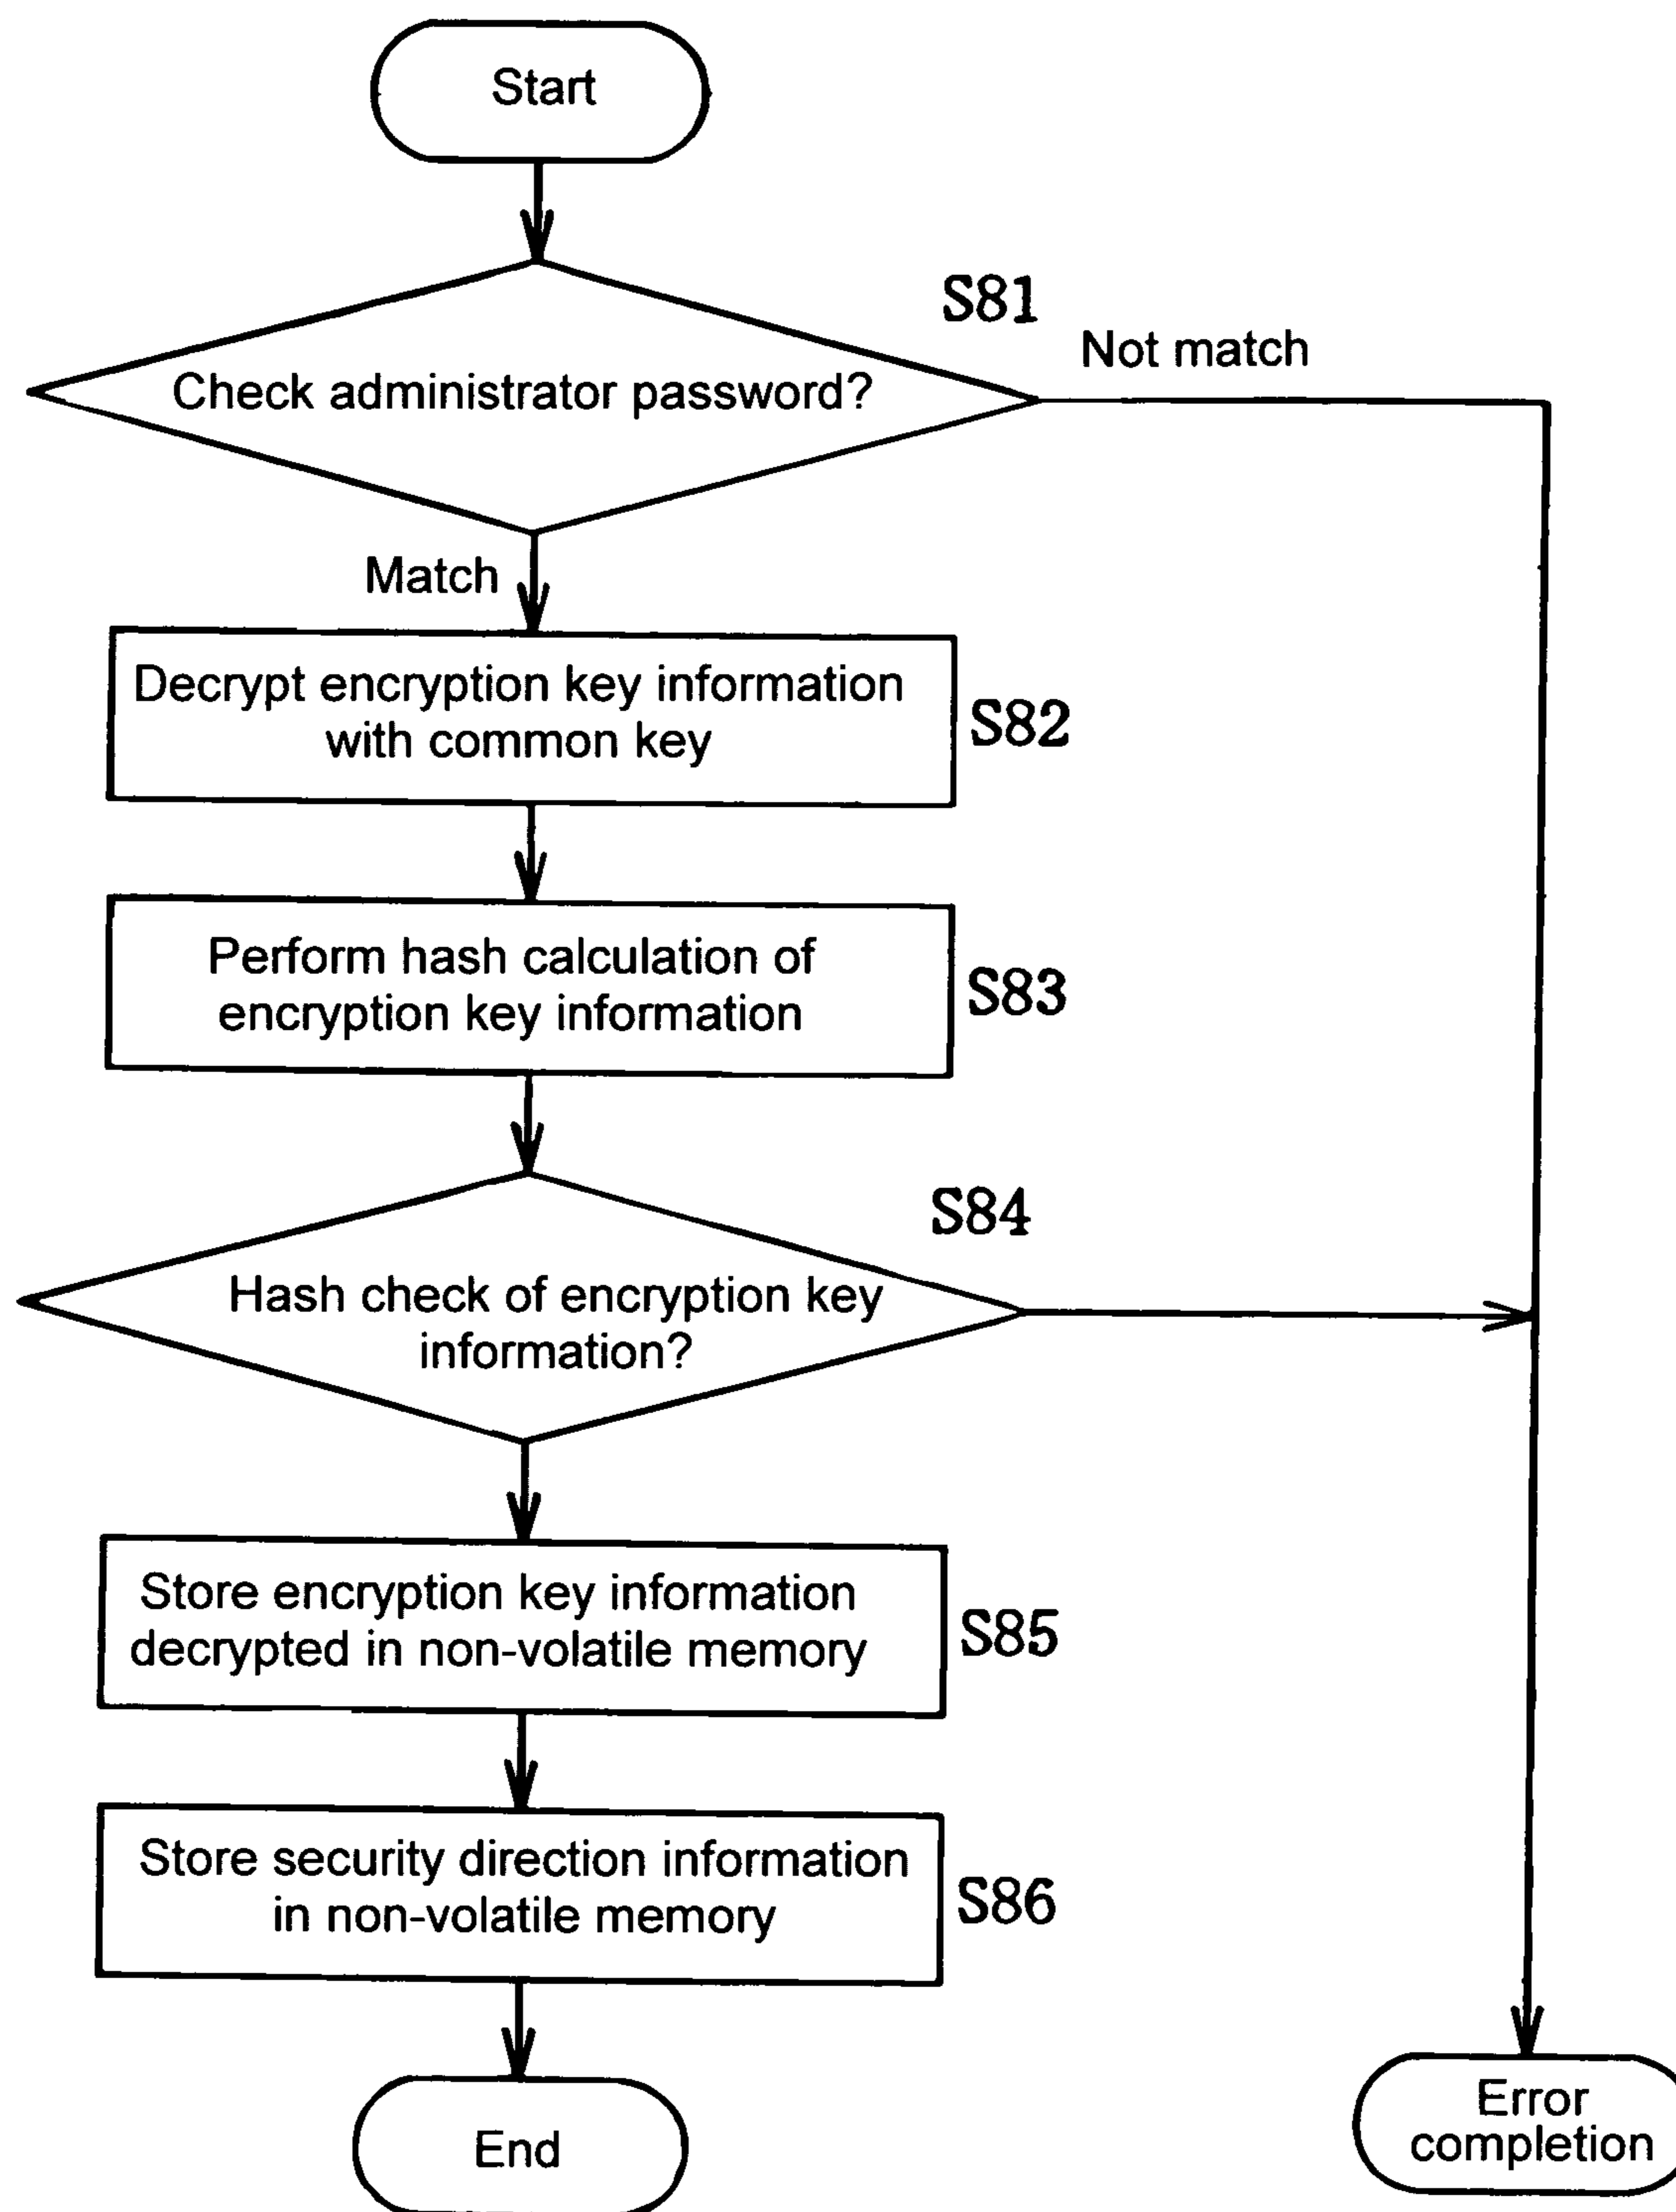 Start
S81
Not match
Check administrator password?
Match
Decrypt encryption key information
with common key
S82
Perform hash calculation of
encryption key information
S83
S84
Hash check of encryption key
information?
Store encryption key information
decrypted in non-volatile memory
S85
Store security direction information
in non-volatile memory
S86
End
Error
completion